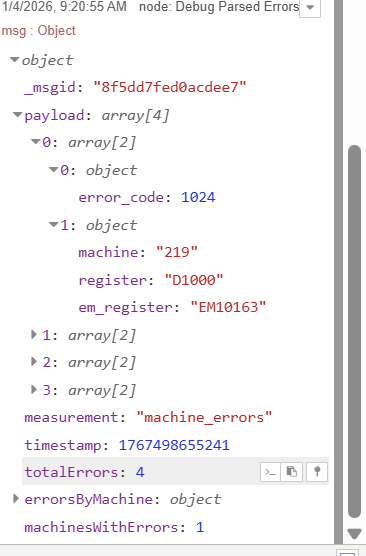 1/4/2026, 9:20:55 AM node: Debug Parsed Errors
msg : Object
object
_msgid: "8f5dd7fed0acdee7"
payload: array[4]
0: array[2]
0: object
error_code: 1024
1: object
machine: "219"
register: "D1000"
em_register: "EM10163"
1: array[2]
2: array[2]
3: array[2]
measurement: "machine_errors"
timestamp: 1767498655241
totalErrors: 4
errorsByMachine: object
machinesWithErrors: 1